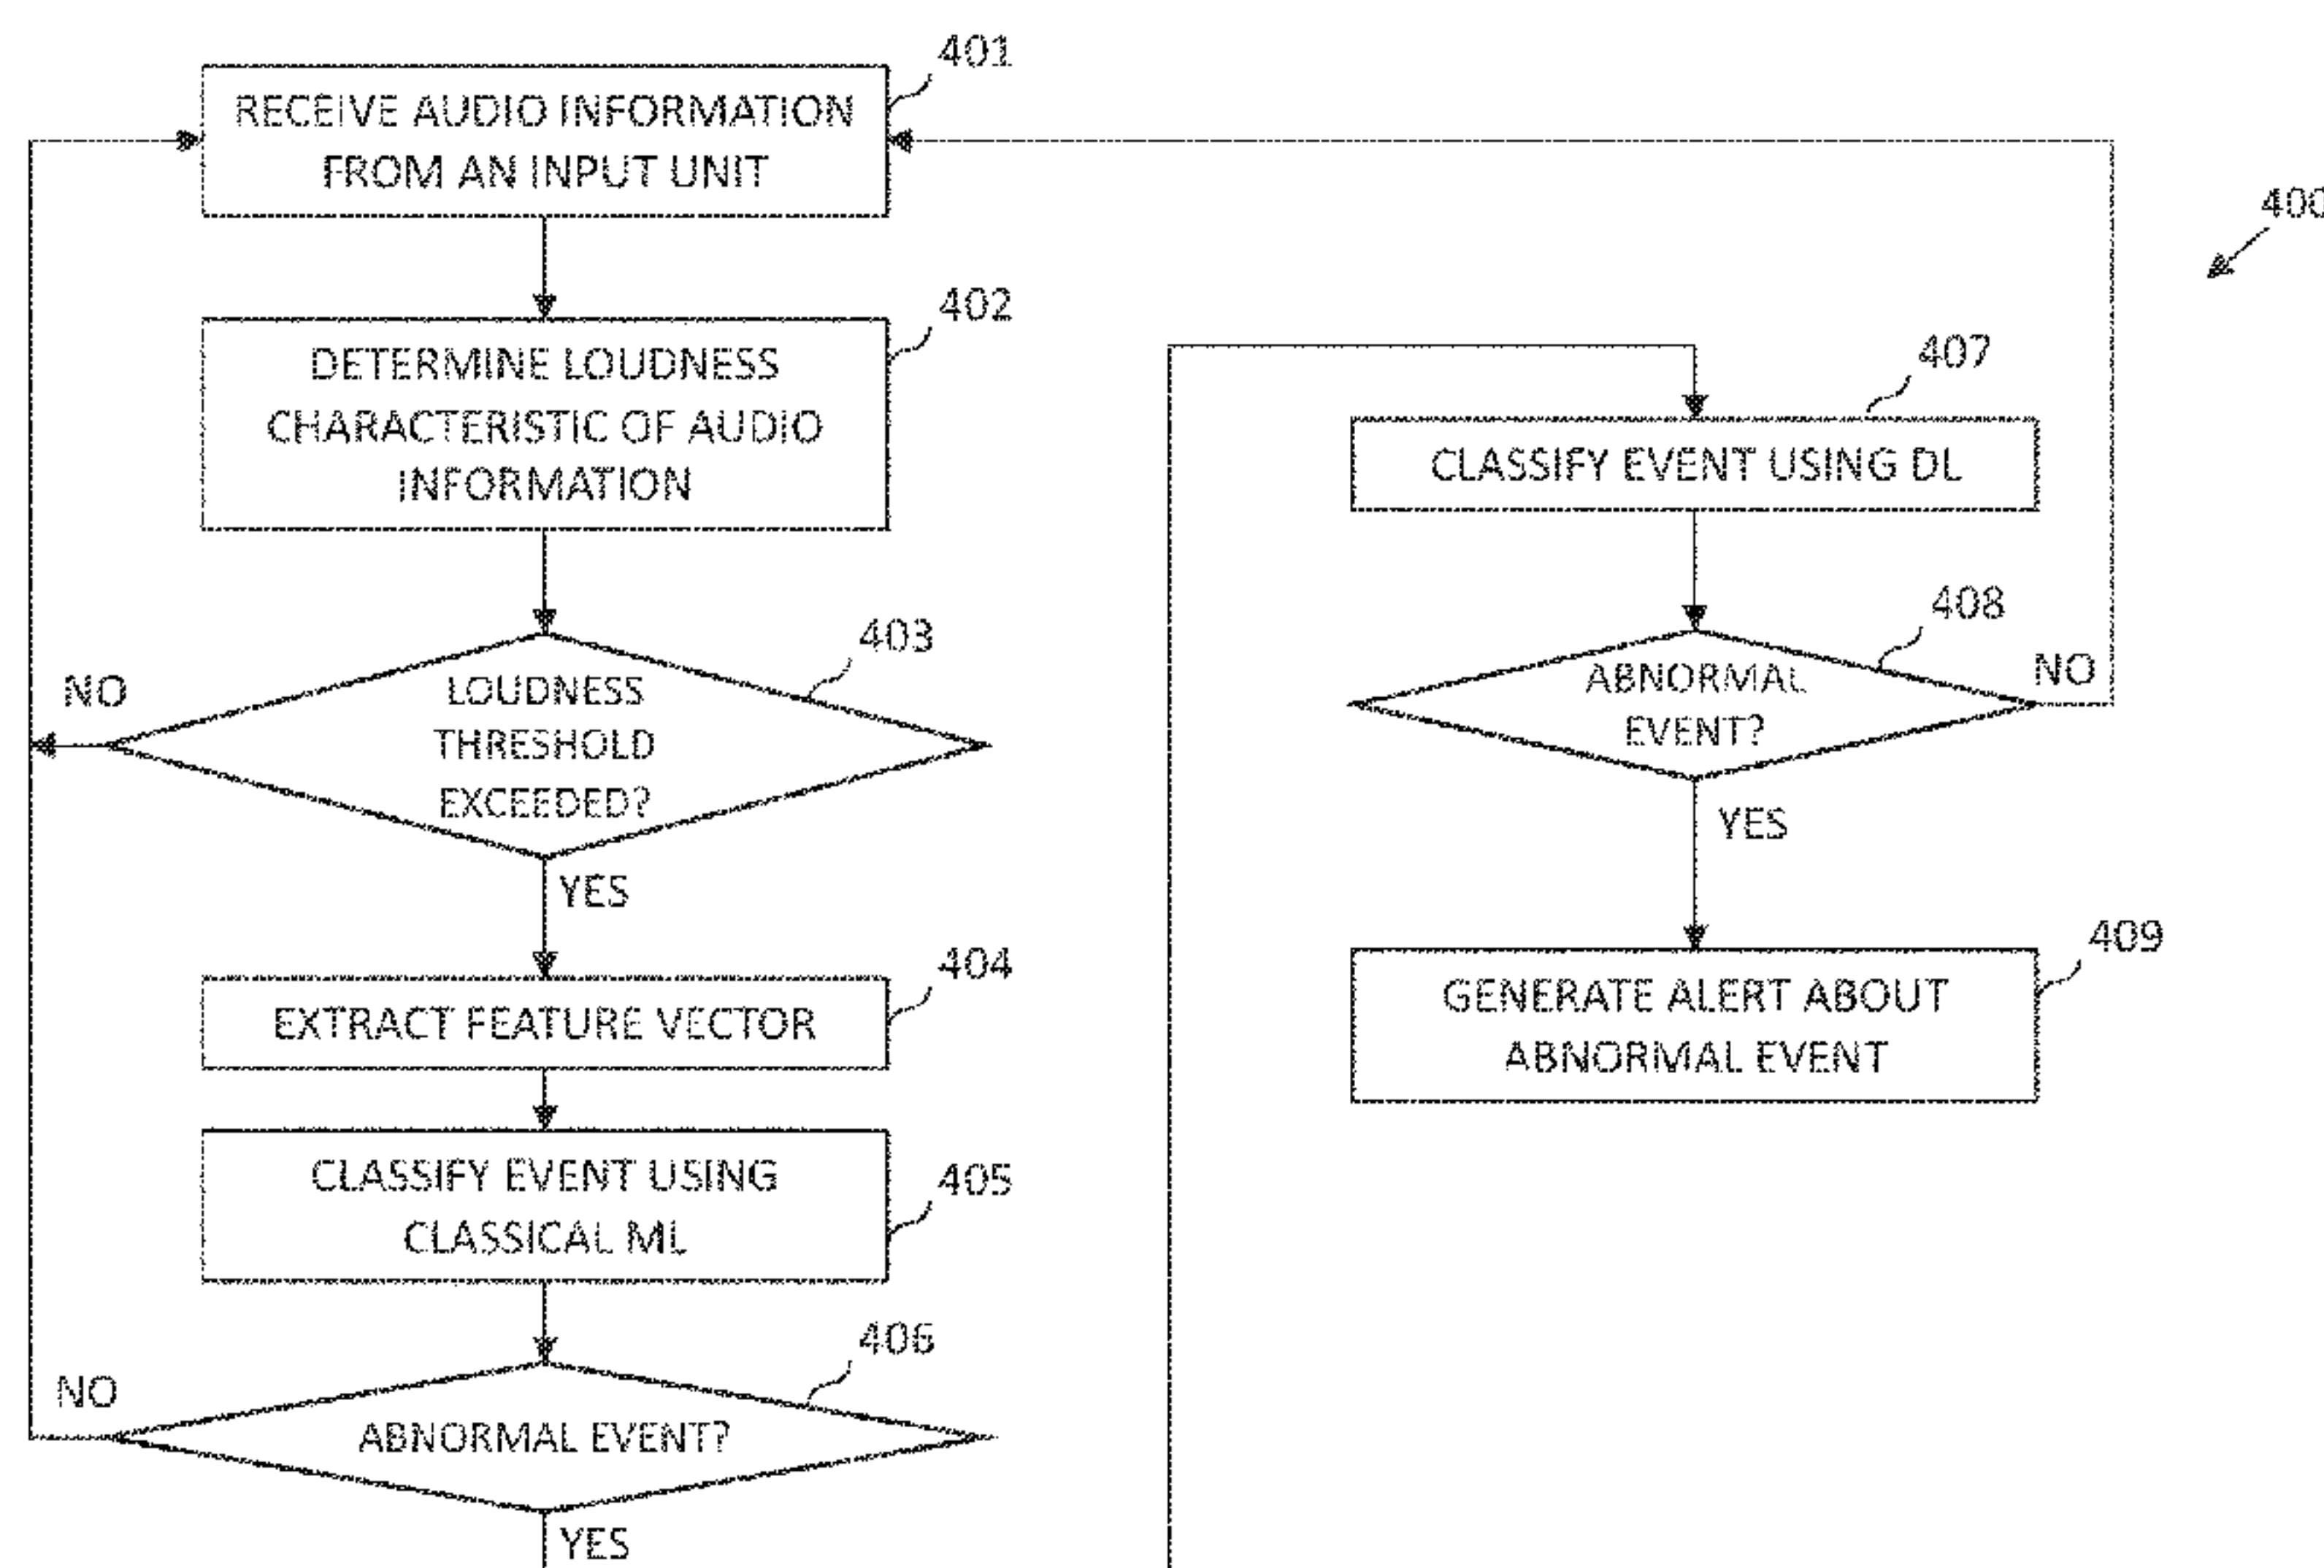 401
RECEIVE AUDIO INFORMATION
FROM AN INPUT UNIT
400
402
DETERMINE LOUDNESS
CHARACTERISTIC OF AUDIO
INFORMATION
403
NO
LOUDNESS
THRESHOLD
EXCEEDED?
YES
404
EXTRACT FEATURE VECTOR
405
CLASSIFY EVENT USING
CLASSICAL ML
406
NO
ABNORMAL EVENT?
YES
407
CLASSIFY EVENT USING DL
408
ABNORMAL
EVENT?
NO
YES
409
GENERATE ALERT ABOUT
ABNORMAL EVENT